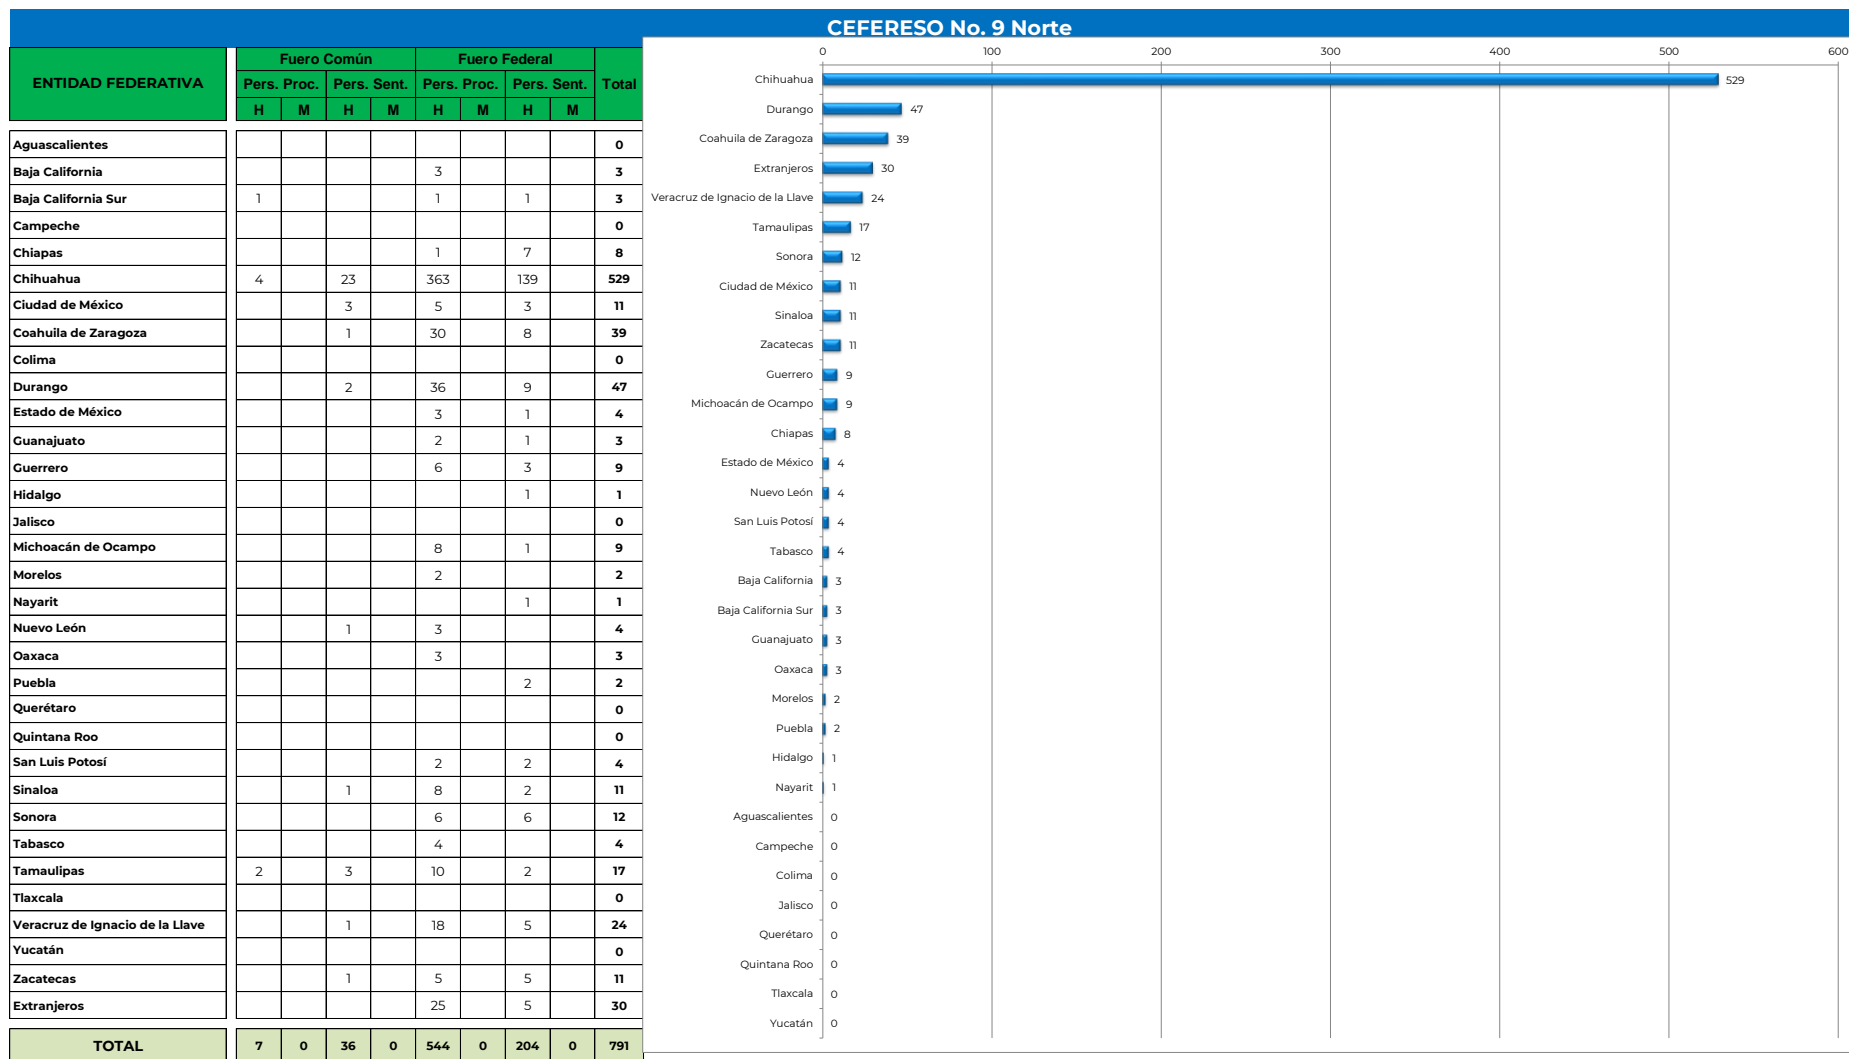 CEFERESO No. 9 Norte
ENTIDAD FEDERATIVA
Fuero Común Fuero Federal
Pers. Proc. Pers. Sent. Pers. Proc. Pers. Sent. Total
H M H M H M H M
Aguascalientes 0
Baja California 3 3
Baja California Sur 1 1 1 3
Campeche 0
Chiapas 1 7 8
Chihuahua 4 23 363 139 529
Ciudad de México 3 5 3 11
Coahuila de Zaragoza 1 30 8 39
Colima 0
Durango 2 36 9 47
Estado de México 3 1 4
Guanajuato 2 1 3
Guerrero 6 3 9
Hidalgo 1 1
Jalisco 0
Michoacán de Ocampo 8 1 9
Morelos 2 2
Nayarit 1 1
Nuevo León 1 3 4
Oaxaca 3 3
Puebla 2 2
Querétaro 0
Quintana Roo 0
San Luis Potosí 2 2 4
Sinaloa 1 8 2 11
Sonora 6 6 12
Tabasco 4 4
Tamaulipas 2 3 10 2 17
Tlaxcala 0
Veracruz de Ignacio de la Llave 1 18 5 24
Yucatán 0
Zacatecas 1 5 5 11
Extranjeros 25 5 30
TOTAL 7 0 36 0 544 0 204 0 791
0 100 200 300 400 500 600
Chihuahua 529
Durango 47
Coahuila de Zaragoza 39
Extranjeros 30
Veracruz de Ignacio de la Llave 24
Tamaulipas 17
Sonora 12
Ciudad de México 11
Sinaloa 11
Zacatecas 11
Guerrero 9
Michoacán de Ocampo 9
Chiapas 8
Estado de México 4
Nuevo León 4
San Luis Potosí 4
Tabasco 4
Baja California 3
Baja California Sur 3
Guanajuato 3
Oaxaca 3
Morelos 2
Puebla 2
Hidalgo 1
Nayarit 1
Aguascalientes 0
Campeche 0
Colima 0
Jalisco 0
Querétaro 0
Quintana Roo 0
Tlaxcala 0
Yucatán 0